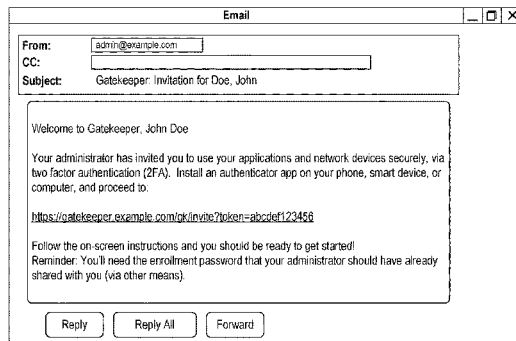 Email
From: admin@example.com
CC:
Subject: Gatekeeper: Invitation for Doe, John
Welcome to Gatekeeper, John Doe
Your administrator has invited you to use your applications and network devices securely, via
two factor authentication (2FA). Install an authenticator app on your phone, smart device, or
computer, and proceed to:
https://gatekeeper.example.com/gk/invite?token=abcdef123456
Follow the on-screen instructions and you should be ready to get started!
Reminder: You'll need the enrollment password that your administrator should have already
shared with you (via other means).
Reply Reply All Forward